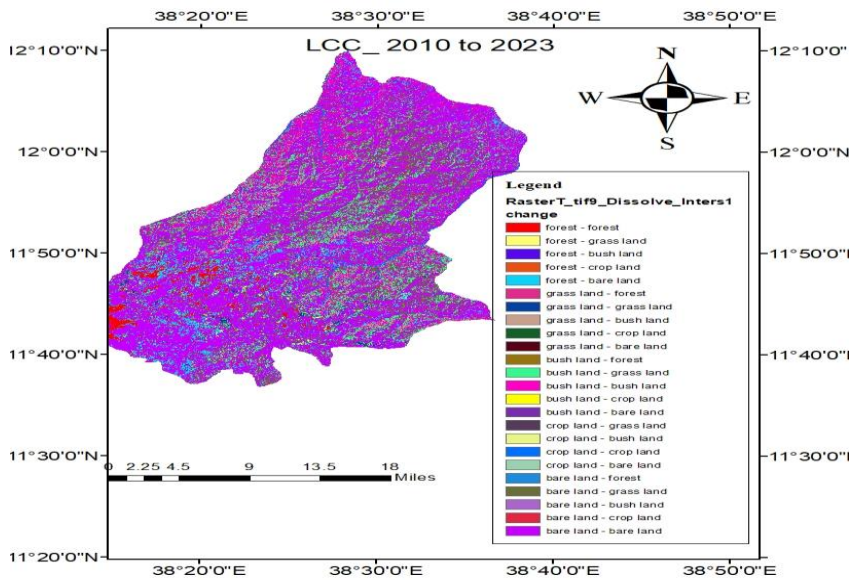 38°20'0"E 38°30'0"E 38°40'0"E 38°50'0"E
LCC_ 2010 to 2023
12°10'0"N 12°10'0"N
N
W E
S
12°0'0"N 12°0'0"N
Legend
RasterT_tif9_Dissolve_Inters1
change
forest - forest
forest - grass land
forest - bush land
forest - crop land
forest - bare land
grass land - forest
grass land - grass land
grass land - bush land
grass land - crop land
grass land - bare land
bush land - forest
bush land - grass land
bush land - bush land
bush land - crop land
bush land - bare land
crop land - grass land
crop land - bush land
crop land - crop land
crop land - bare land
bare land - forest
bare land - grass land
bare land - bush land
bare land - crop land
bare land - bare land
11°50'0"N 11°50'0"N
11°40'0"N 11°40'0"N
11°30'0"N 11°30'0"N
0 2.25 4.5 9 13.5 18
Miles
11°20'0"N 11°20'0"N
38°20'0"E 38°30'0"E 38°40'0"E 38°50'0"E